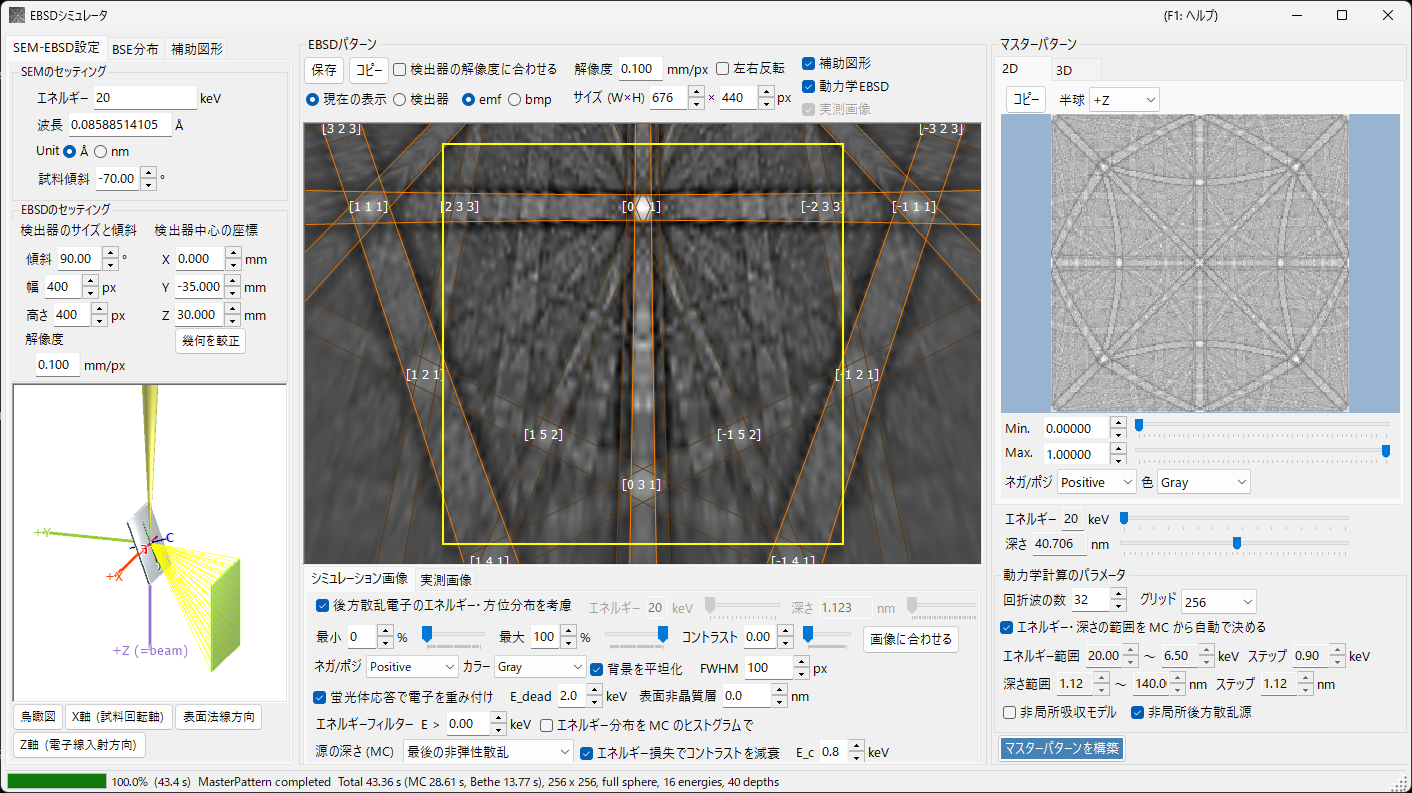 EBSDシミュレータ
(F1: ヘルプ)
SEM-EBSD設定 BSE分布 補助図形
SEMのセッティング
エネルギー 20 keV
波長 0.08588514105 Å
Unit Å nm
試料傾斜 -70.00 °
EBSDのセッティング
検出器のサイズと傾斜 検出器中心の座標
傾斜 90.00 ° X 0.000 mm
幅 400 px Y -35.000 mm
高さ 400 px Z 30.000 mm
解像度 幾何を較正
0.100 mm/px
+Y
C
a
+X
+Z (=beam)
鳥瞰図 X軸 (試料回転軸) 表面法線方向
Z軸 (電子線入射方向)
EBSDパターン
保存 コピー 検出器の解像度に合わせる 解像度 0.100 mm/px 左右反転 補助図形
動力学EBSD
現在の表示 検出器 emf bmp サイズ (W×H) 676 × 440 px
実測画像
[3 2 3] [-3 2 3]
[1 1 1] [2 3 3] [0 1] [-2 3 3] [-1 1 1]
[1 2 1] [-1 2 1]
[1 5 2] [-1 5 2]
[0 3 1]
[1 4 1] [-1 4 1]
シミュレーション画像 実測画像
後方散乱電子のエネルギー・方位分布を考慮 エネルギー 20 keV 深さ 1.123 nm
最小 0 % 最大 100 % コントラスト 0.00 画像に合わせる
ネガ/ポジ Positive カラー Gray 背景を平坦化 FWHM 100 px
蛍光体応答で電子を重み付け E_dead 2.0 keV 表面非晶質層 0.0 nm
エネルギーフィルター E > 0.00 keV エネルギー分布をMCのヒストグラムで
源の深さ (MC) 最後の非弾性散乱 エネルギー損失でコントラストを減衰 E_c 0.8 keV
マスターパターン
2D 3D
コピー 半球 +Z
Min. 0.00000
Max. 1.00000
ネガ/ポジ Positive 色 Gray
エネルギー 20 keV
深さ 40.706 nm
動力学計算のパラメータ
回折波の数 32 グリッド 256
エネルギー・深さの範囲をMCから自動で決める
エネルギー範囲 20.00 ～ 6.50 keV ステップ 0.90 keV
深さ範囲 1.12 ～ 140.0 nm ステップ 1.12 nm
非局所吸収モデル 非局所後方散乱源
マスターパターンを構築
100.0% (43.4 s) MasterPattern completed Total 43.36 s (MC 28.61 s, Bethe 13.77 s), 256 x 256, full sphere, 16 energies, 40 depths